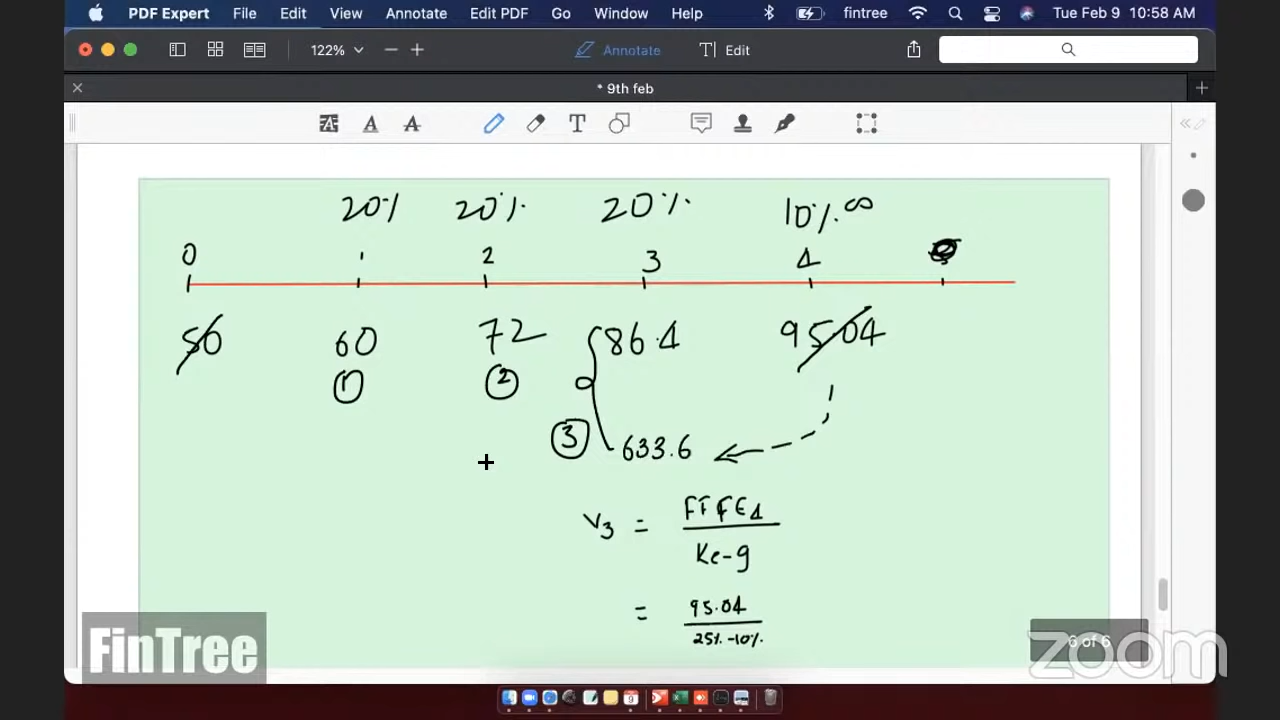 PDF Expert File Edit View Annotate Edit PDF Go Window Help fintree Tue Feb 9 10:58 AM
122% Annotate T Edit
* 9th feb
20% 20% 20% 10% ∞
0 1 2 3 4
50 60 72 86.4 95.04
1 2
3 633.6
V3 = FCFE4
Ke-g
= 95.04
25%-10%
FinTree
6 of 6
zoom